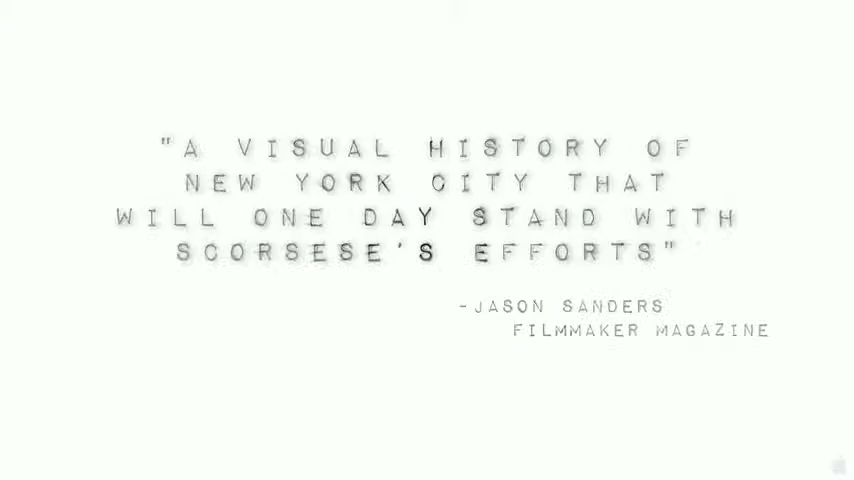 "A VISUAL HISTORY OF
NEW YORK CITY THAT
WILL ONE DAY STAND WITH
SCORSESE'S EFFORTS"
-JASON SANDERS
FILMMAKER MAGAZINE